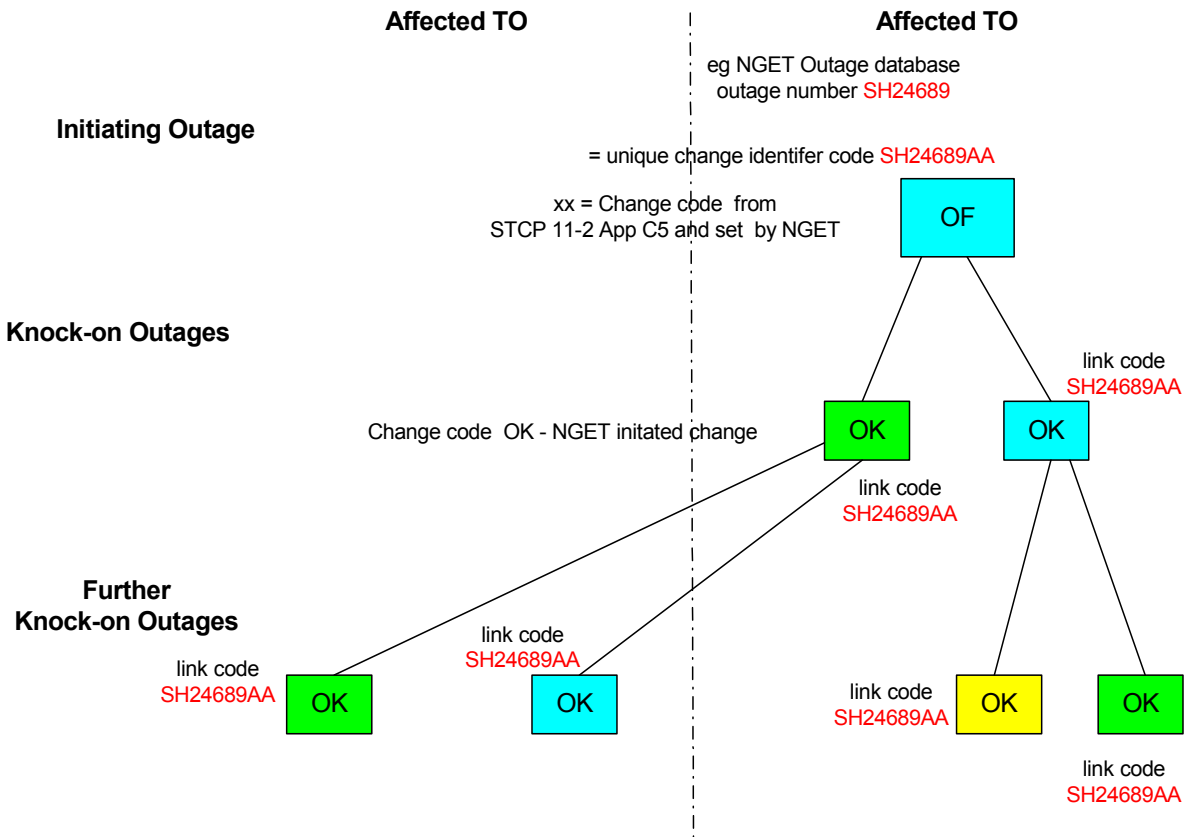 Affected TO
Affected TO
eg NGET Outage database
outage number SH24689
Initiating Outage
= unique change identifer code SH24689AA
xx = Change code from
STCP 11-2 App C5 and set by NGET
OF
Knock-on Outages
link code
SH24689AA
Change code OK - NGET initated change
OK
OK
link code
SH24689AA
Further
Knock-on Outages
link code
SH24689AA
link code
SH24689AA
link code
SH24689AA
OK
OK
OK
OK
link code
SH24689AA